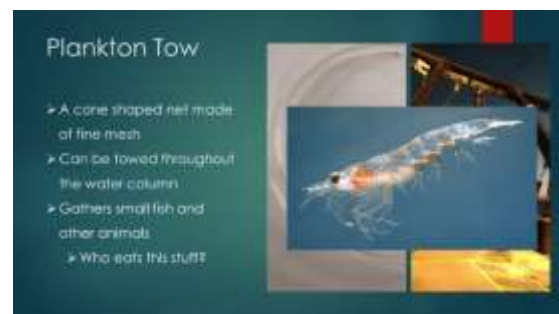 Plankton Tow
➤ A cone shaped net made
of fine mesh
➤ Can be towed throughout
the water column
➤ Gathers small fish and
other animals
➤ Who eats this stuff?